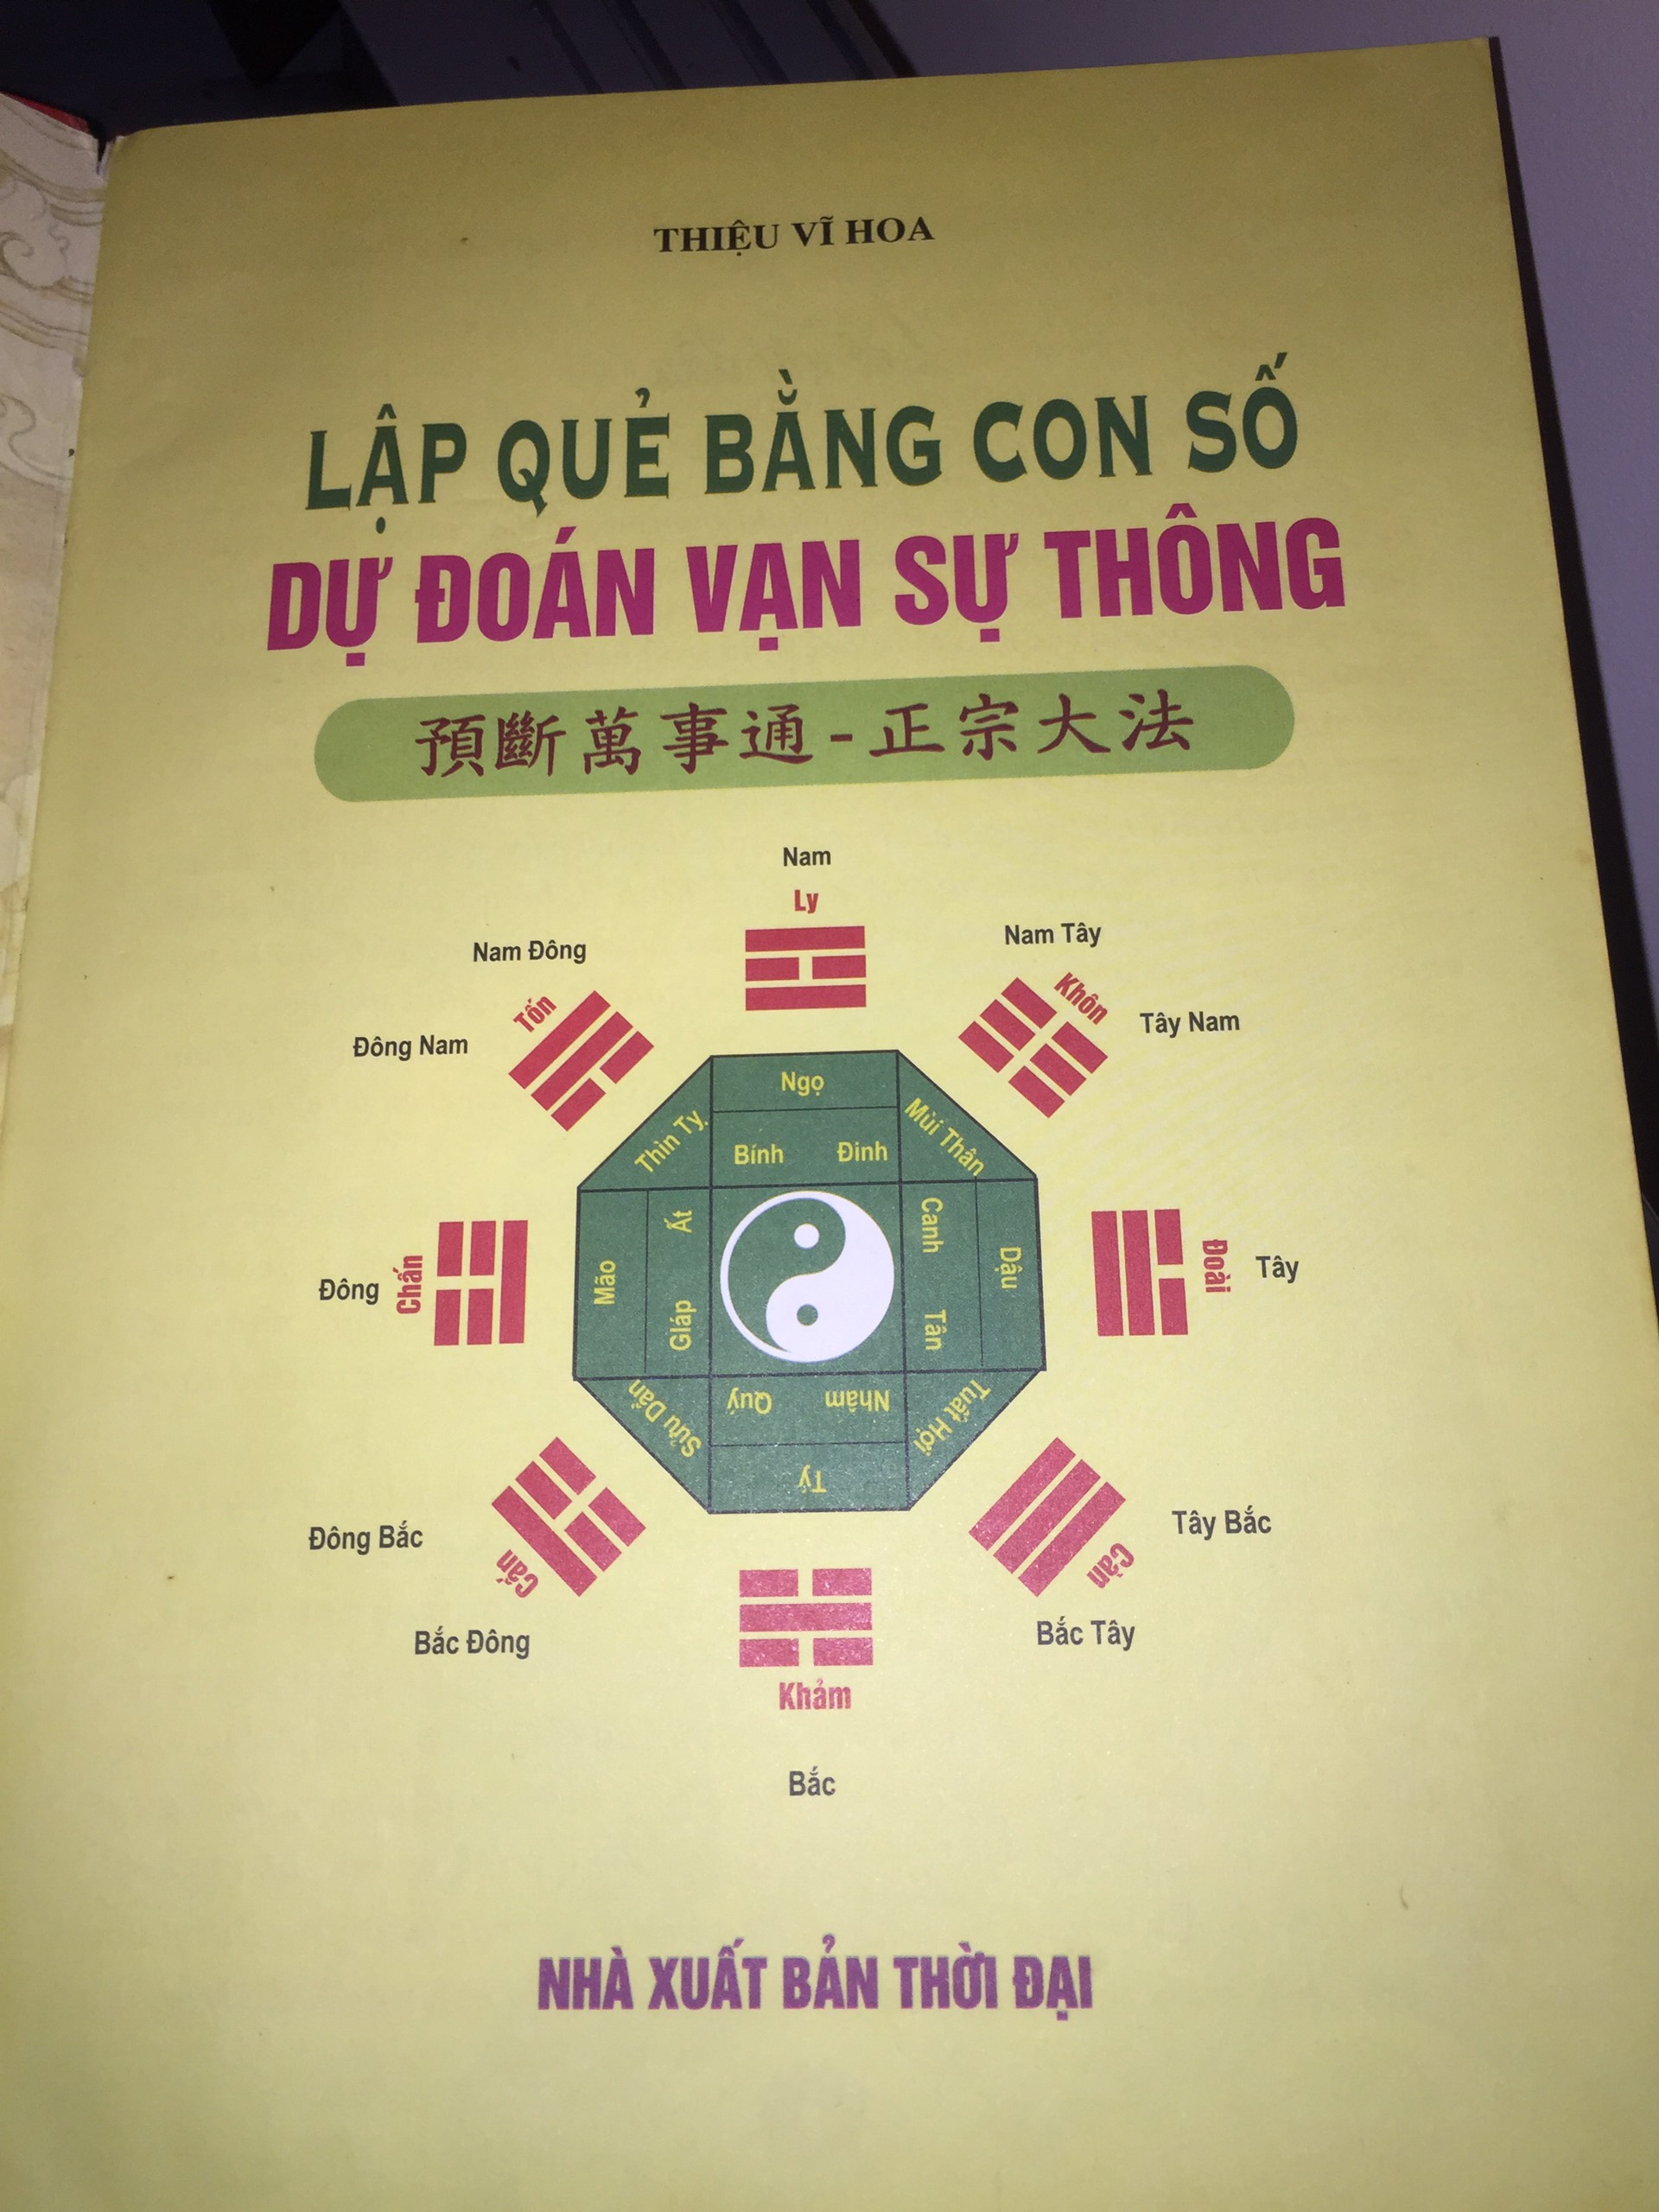 THIỆU VĨ HOA
LẬP QUẺ BẰNG CON SỐ
DỰ ĐOÁN VẠN SỰ THÔNG
預斷萬事通-正宗大法
Nam
Ly
Nam Đông
Nam Tây
Tốn
Khôn
Đông Nam
Tây Nam
Ngọ
Thìn Tỵ
Mùi Thân
Bính Đinh
Đông
Chấn
Mão
Ất
Giáp
Canh
Tân
Dậu
Đoài
Tây
Sửu Dần
Quý
Nhâm
Tuất Hợi
Tý
Đông Bắc
Cấn
Tây Bắc
Càn
Bắc Đông
Bắc Tây
Khảm
Bắc
NHÀ XUẤT BẢN THỜI ĐẠI